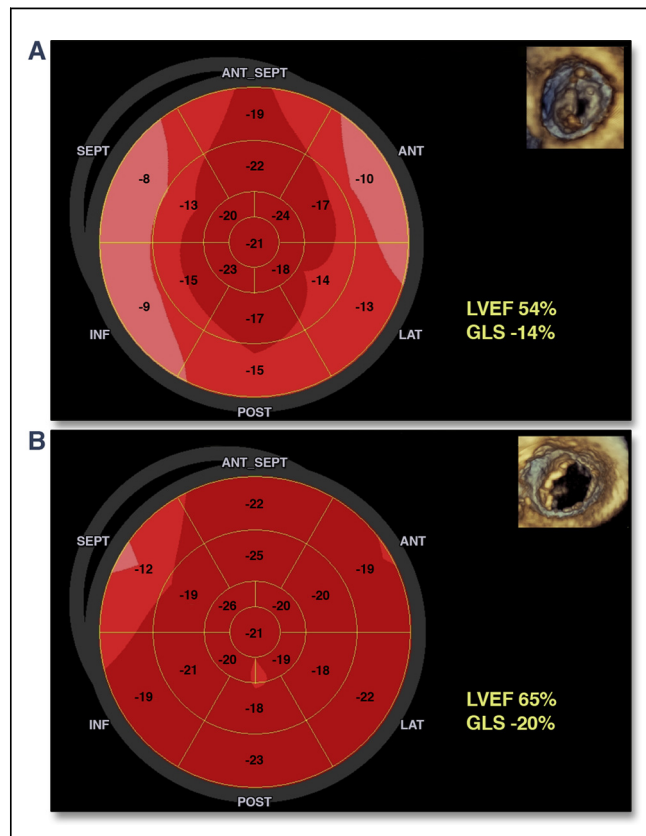 A
ANT_SEPT
-19
SEPT
ANT
-8
-10
-22
-13
-17
-20
-24
-21
-23
-18
-15
-14
-9
-13
-17
INF
LAT
-15
POST
LVEF 54%
GLS -14%
B
ANT_SEPT
-22
SEPT
ANT
-12
-19
-25
-19
-20
-26
-20
-21
-20
-19
-21
-18
-19
-22
-18
INF
LAT
-23
POST
LVEF 65%
GLS -20%